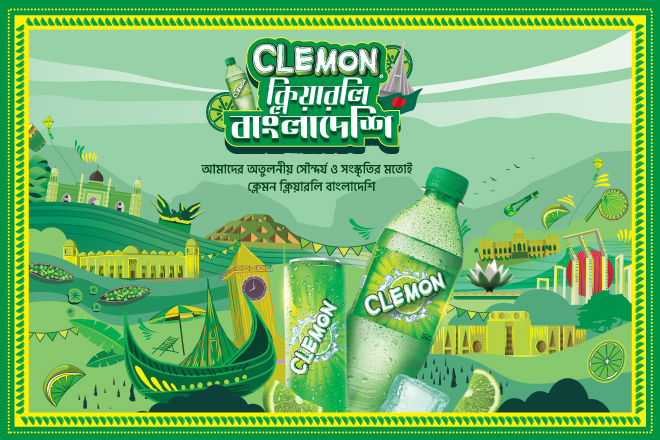 CLEMON
ক্লিয়ারলি
বাংলাদেশি
আমাদের অতুলনীয় সৌন্দর্য ও সংস্কৃতির মতোই
ক্লেমন ক্লিয়ারলি বাংলাদেশি
CLEMON
CLEMON